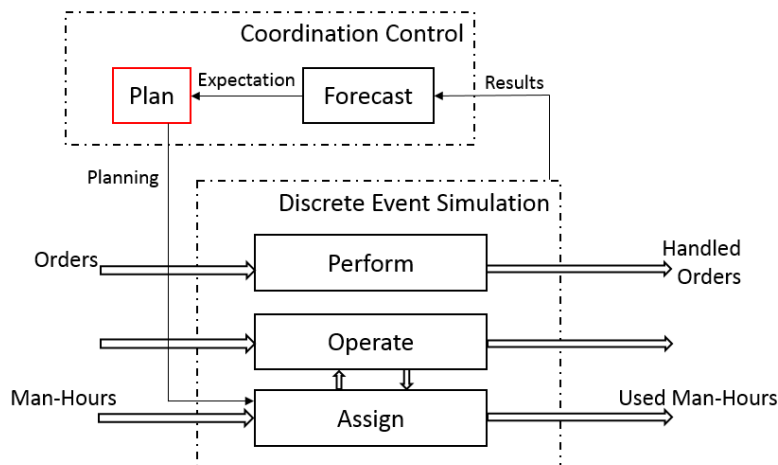 Coordination Control
Expectation
Results
Plan
Forecast
Planning
Discrete Event Simulation
Orders
Perform
Handled
Orders
Operate
Man-Hours
Assign
Used Man-Hours